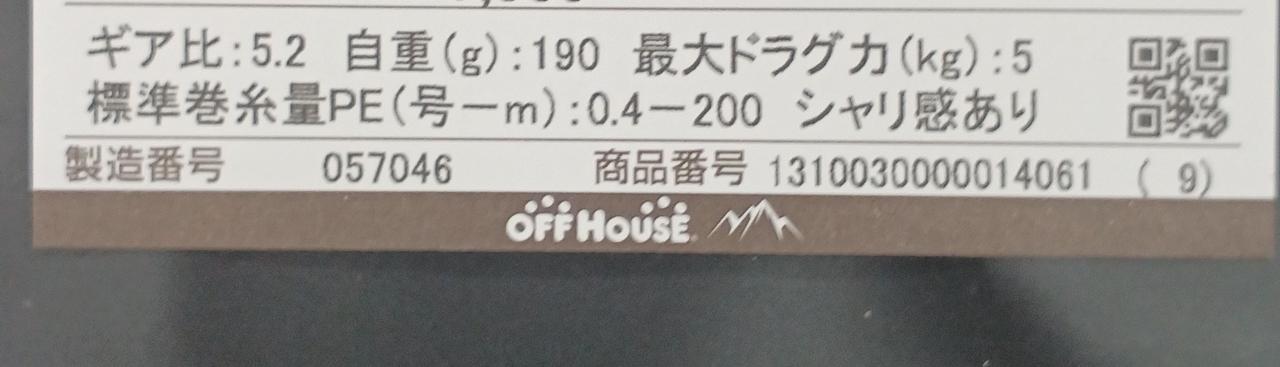 ギア比:5.2 自重(g):190 最大ドラグ力(kg):5
標準巻糸量PE(号ーm):0.4ー200 シャリ感あり
製造番号 057046 商品番号 1310030000014061 ( 9)
OFF HOUSE